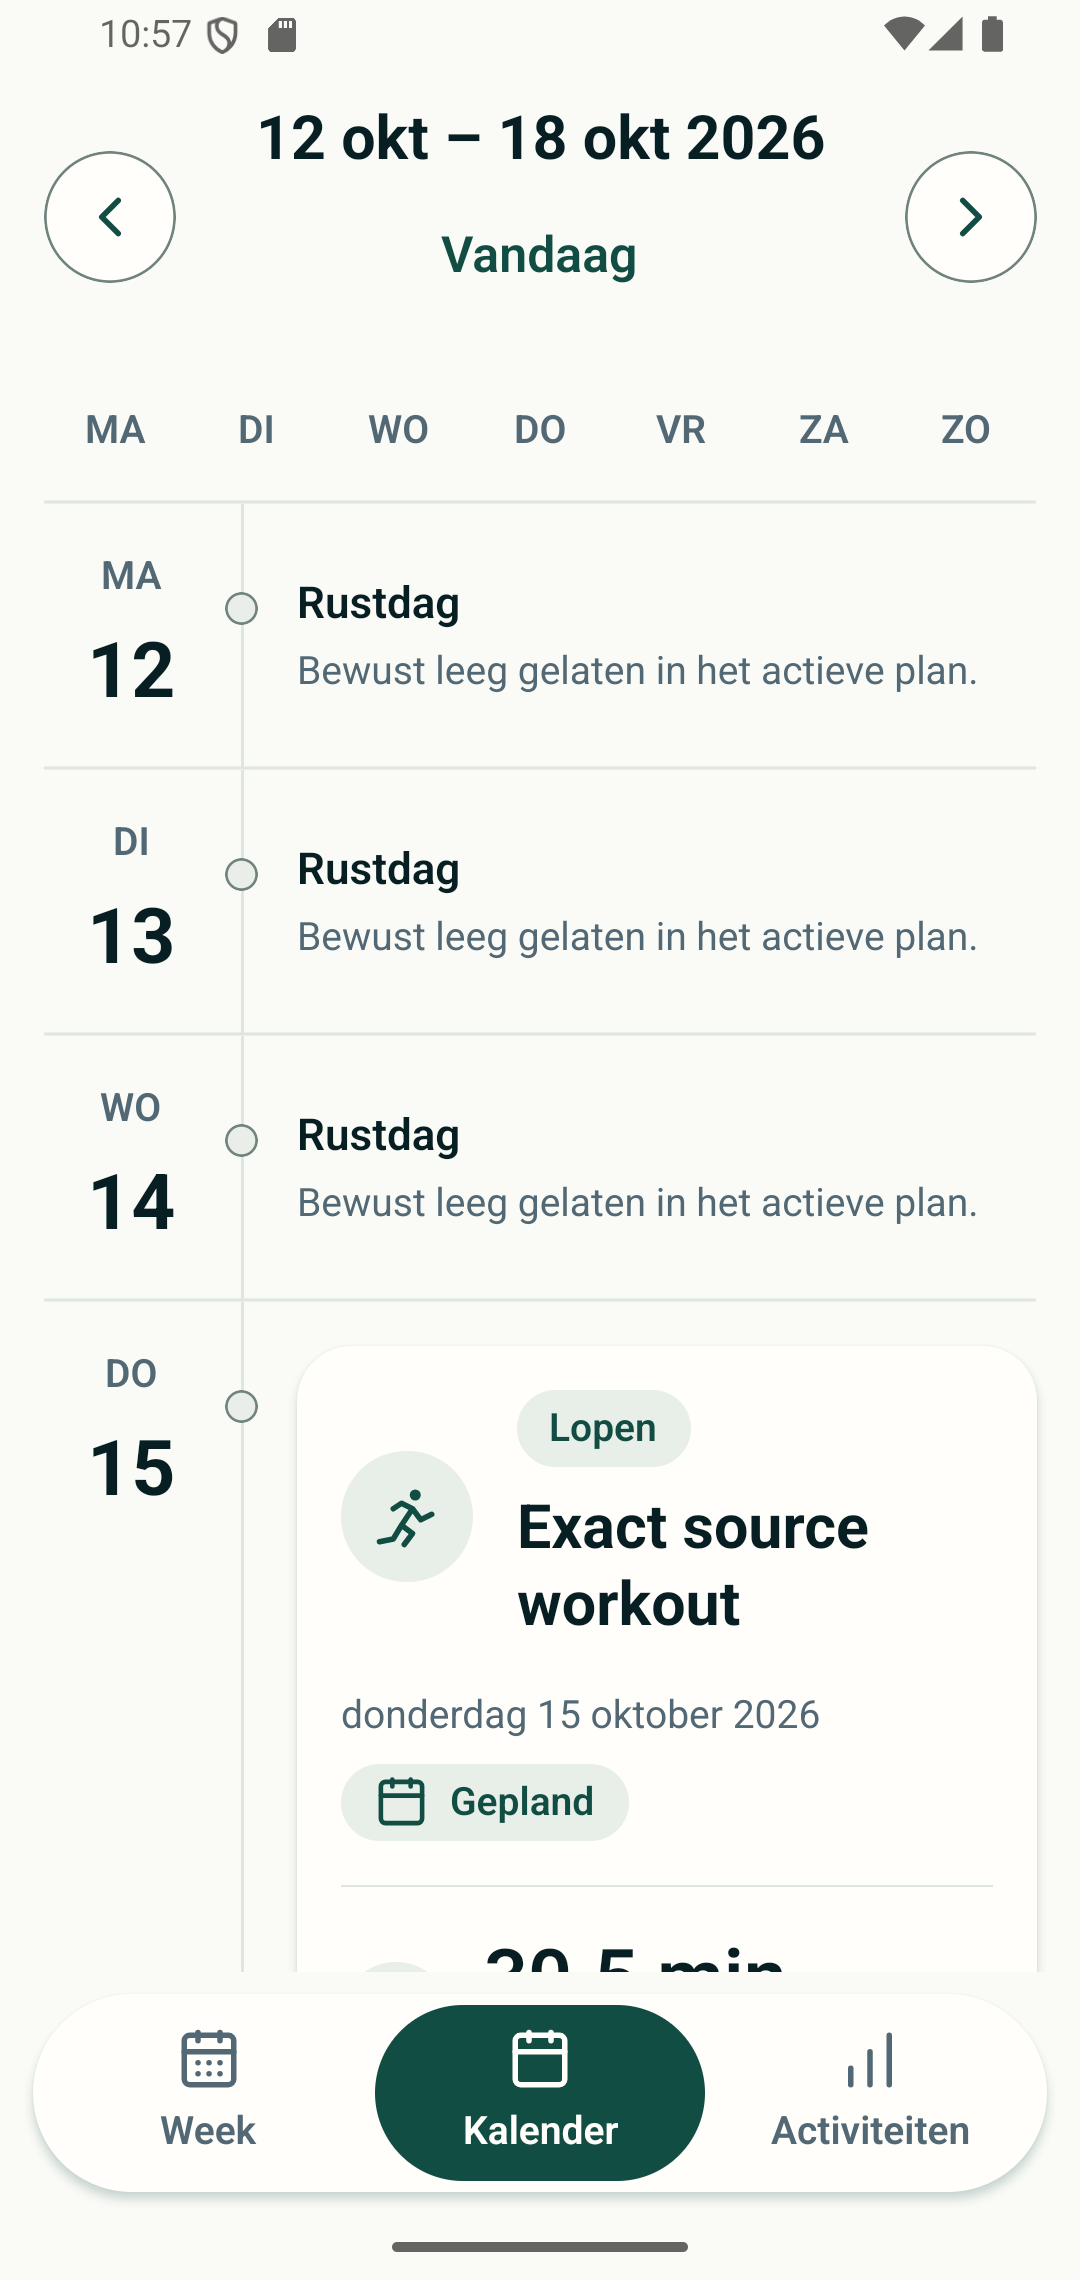 10:57
12 okt – 18 okt 2026
Vandaag
MA DI WO DO VR ZA ZO
MA
12
Rustdag
Bewust leeg gelaten in het actieve plan.
DI
13
Rustdag
Bewust leeg gelaten in het actieve plan.
WO
14
Rustdag
Bewust leeg gelaten in het actieve plan.
DO
15
Lopen
Exact source
workout
donderdag 15 oktober 2026
Gepland
min
Week
Kalender
Activiteiten